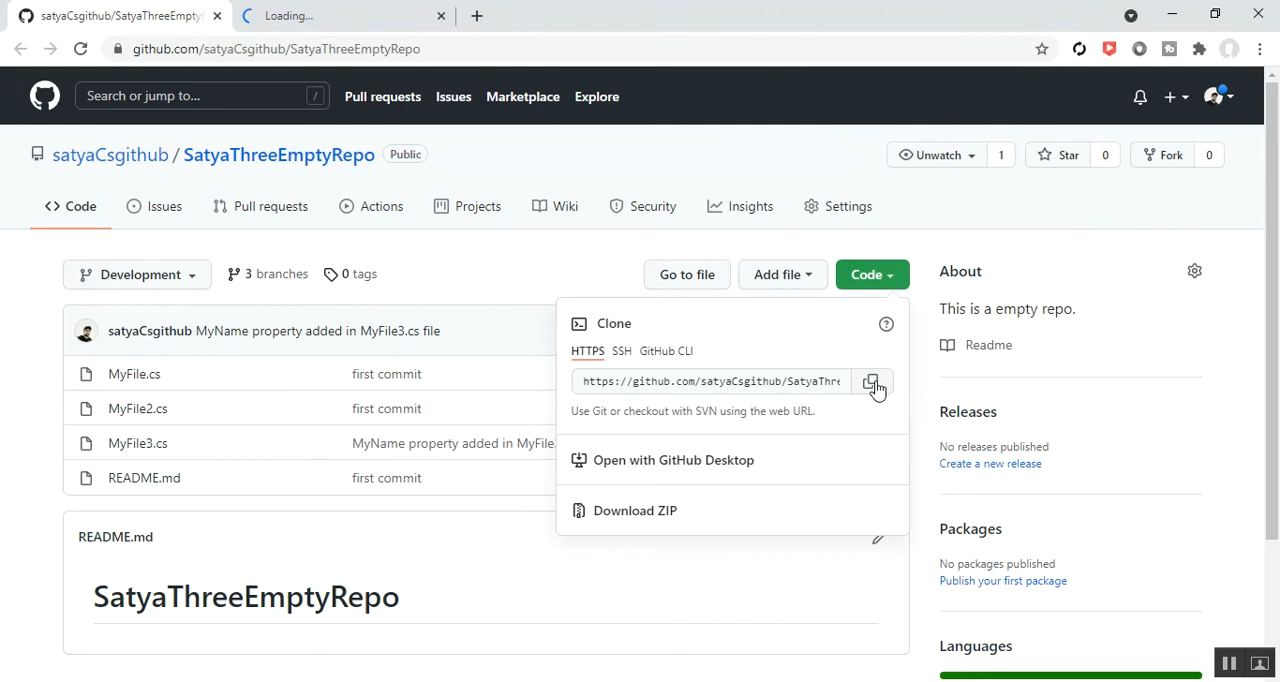 satyaCsgithub/SatyaThreeEmptyR
Loading...
github.com/satyaCsgithub/SatyaThreeEmptyRepo
Search or jump to... /
Pull requests Issues Marketplace Explore
satyaCsgithub / SatyaThreeEmptyRepo Public
Unwatch 1 Star 0 Fork 0
Code Issues Pull requests Actions Projects Wiki Security Insights Settings
Development 3 branches 0 tags Go to file Add file Code
satyaCsgithub MyName property added in MyFile3.cs file
MyFile.cs first commit
MyFile2.cs first commit
MyFile3.cs MyName property added in MyFile
README.md first commit
Clone
HTTPS SSH GitHub CLI
https://github.com/satyaCsgithub/SatyaThre
Use Git or checkout with SVN using the web URL.
Open with GitHub Desktop
Download ZIP
README.md
SatyaThreeEmptyRepo
About
This is a empty repo.
Readme
Releases
No releases published
Create a new release
Packages
No packages published
Publish your first package
Languages